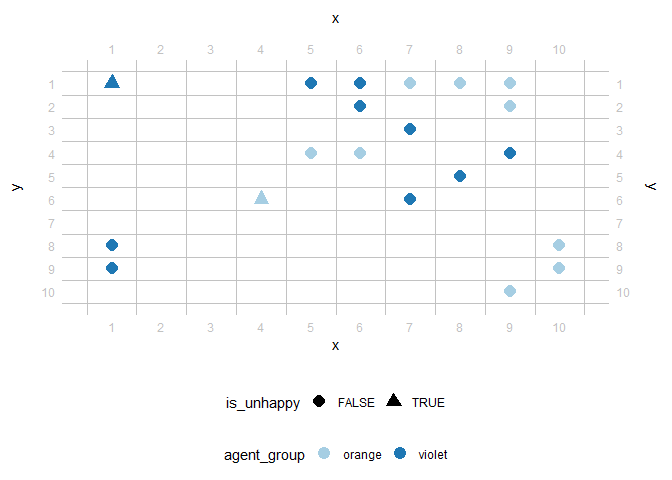 x
1 2 3 4 5 6 7 8 9 10
1 1
2 2
3 3
4 4
y 5 5 y
6 6
7 7
8 8
9 9
10 10
1 2 3 4 5 6 7 8 9 10
x
is_unhappy FALSE TRUE
agent_group orange violet